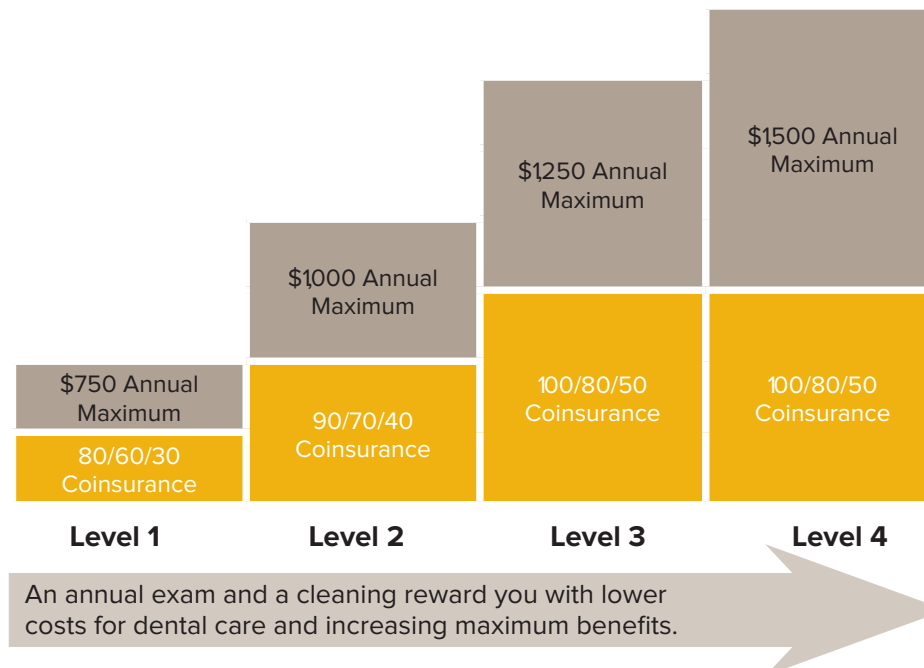 $750 Annual
Maximum
80/60/30
Coinsurance
Level 1
$1,000 Annual
Maximum
90/70/40
Coinsurance
Level 2
$1,250 Annual
Maximum
100/80/50
Coinsurance
Level 3
$1,500 Annual
Maximum
100/80/50
Coinsurance
Level 4
An annual exam and a cleaning reward you with lower
costs for dental care and increasing maximum benefits.